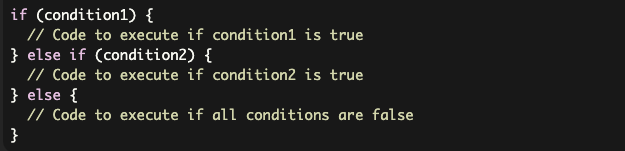 if (condition1) {
  // Code to execute if condition1 is true
} else if (condition2) {
  // Code to execute if condition2 is true
} else {
  // Code to execute if all conditions are false
}